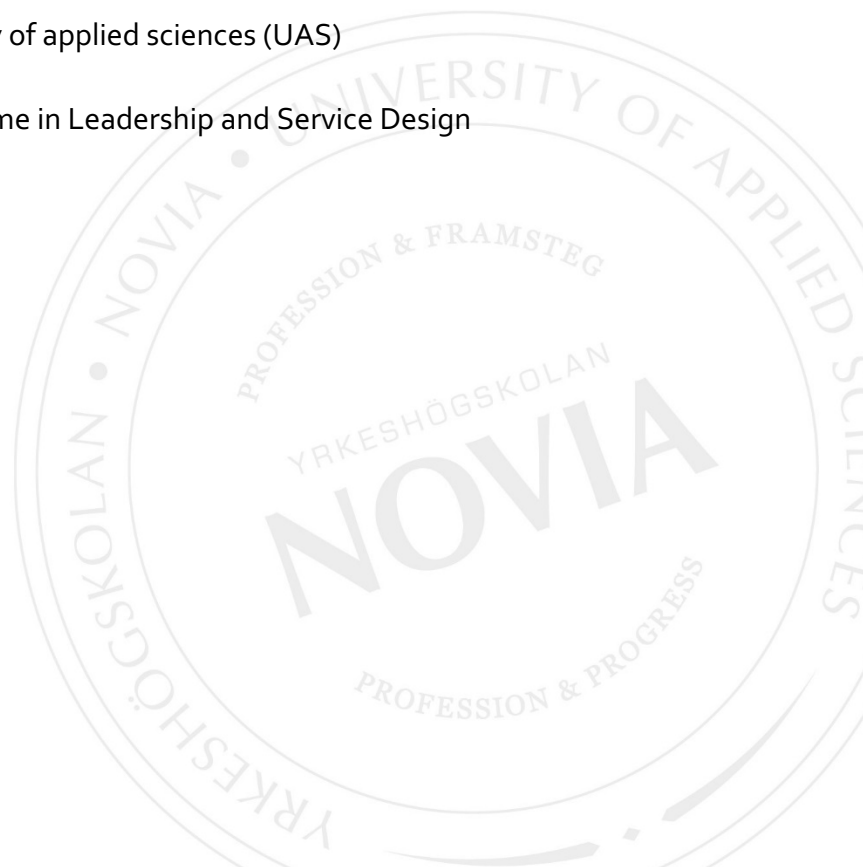 y of applied sciences (UAS)
me in Leadership and Service Design
YRKESHÖGSKOLAN • NOVIA • UNIVERSITY OF APPLIED SCIENCES •
PROFESSION & FRAMSTEG
YRKESHÖGSKOLAN
NOVIA
PROFESSION & PROGRESS